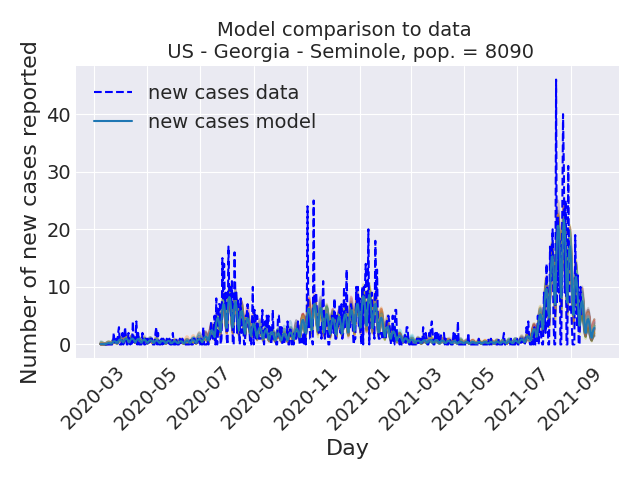 Model comparison to data
US - Georgia - Seminole, pop. = 8090
Number of new cases reported
new cases data
new cases model
40
30
20
10
0
2020-03
2020-05
2020-07
2020-09
2020-11
2021-01
2021-03
2021-05
2021-07
2021-09
Day